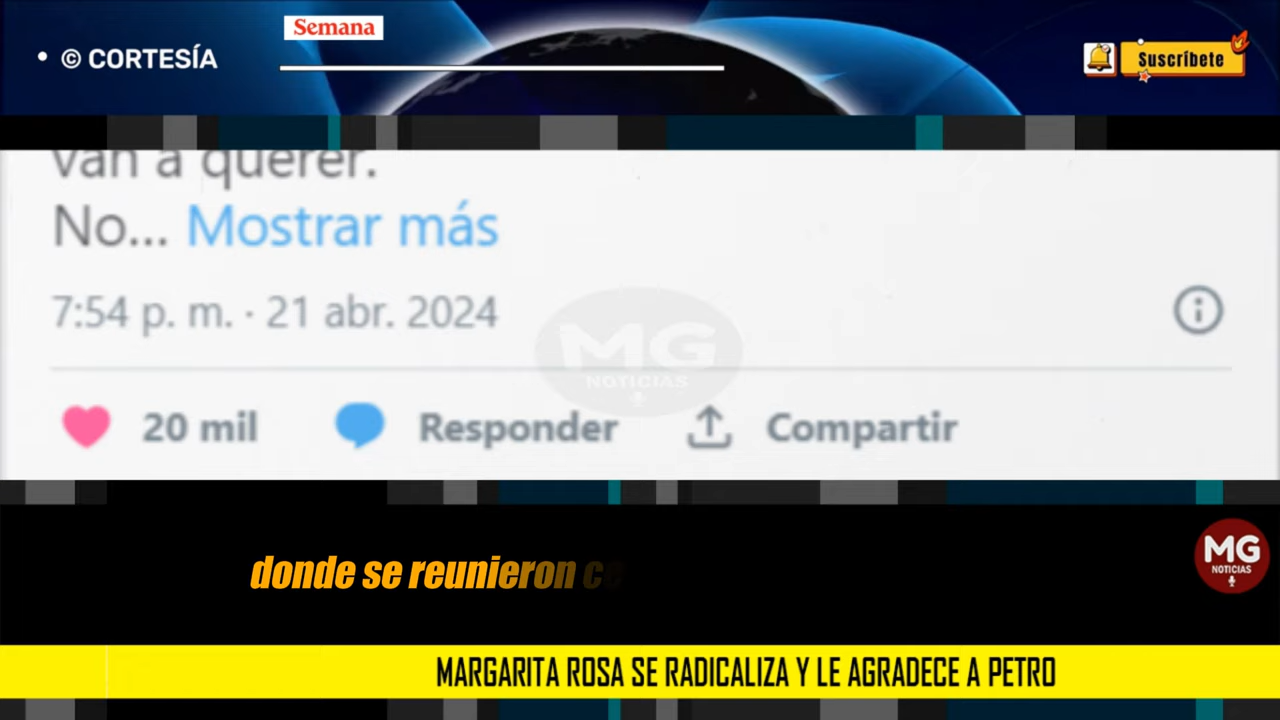 Semana
© CORTESÍA
Suscríbete
van a querer.
No... Mostrar más
7:54 p. m. · 21 abr. 2024
MG
NOTICIAS
20 mil
Responder
Compartir
donde se reunieron
MG
NOTICIAS
MARGARITA ROSA SE RADICALIZA Y LE AGRADECE A PETRO